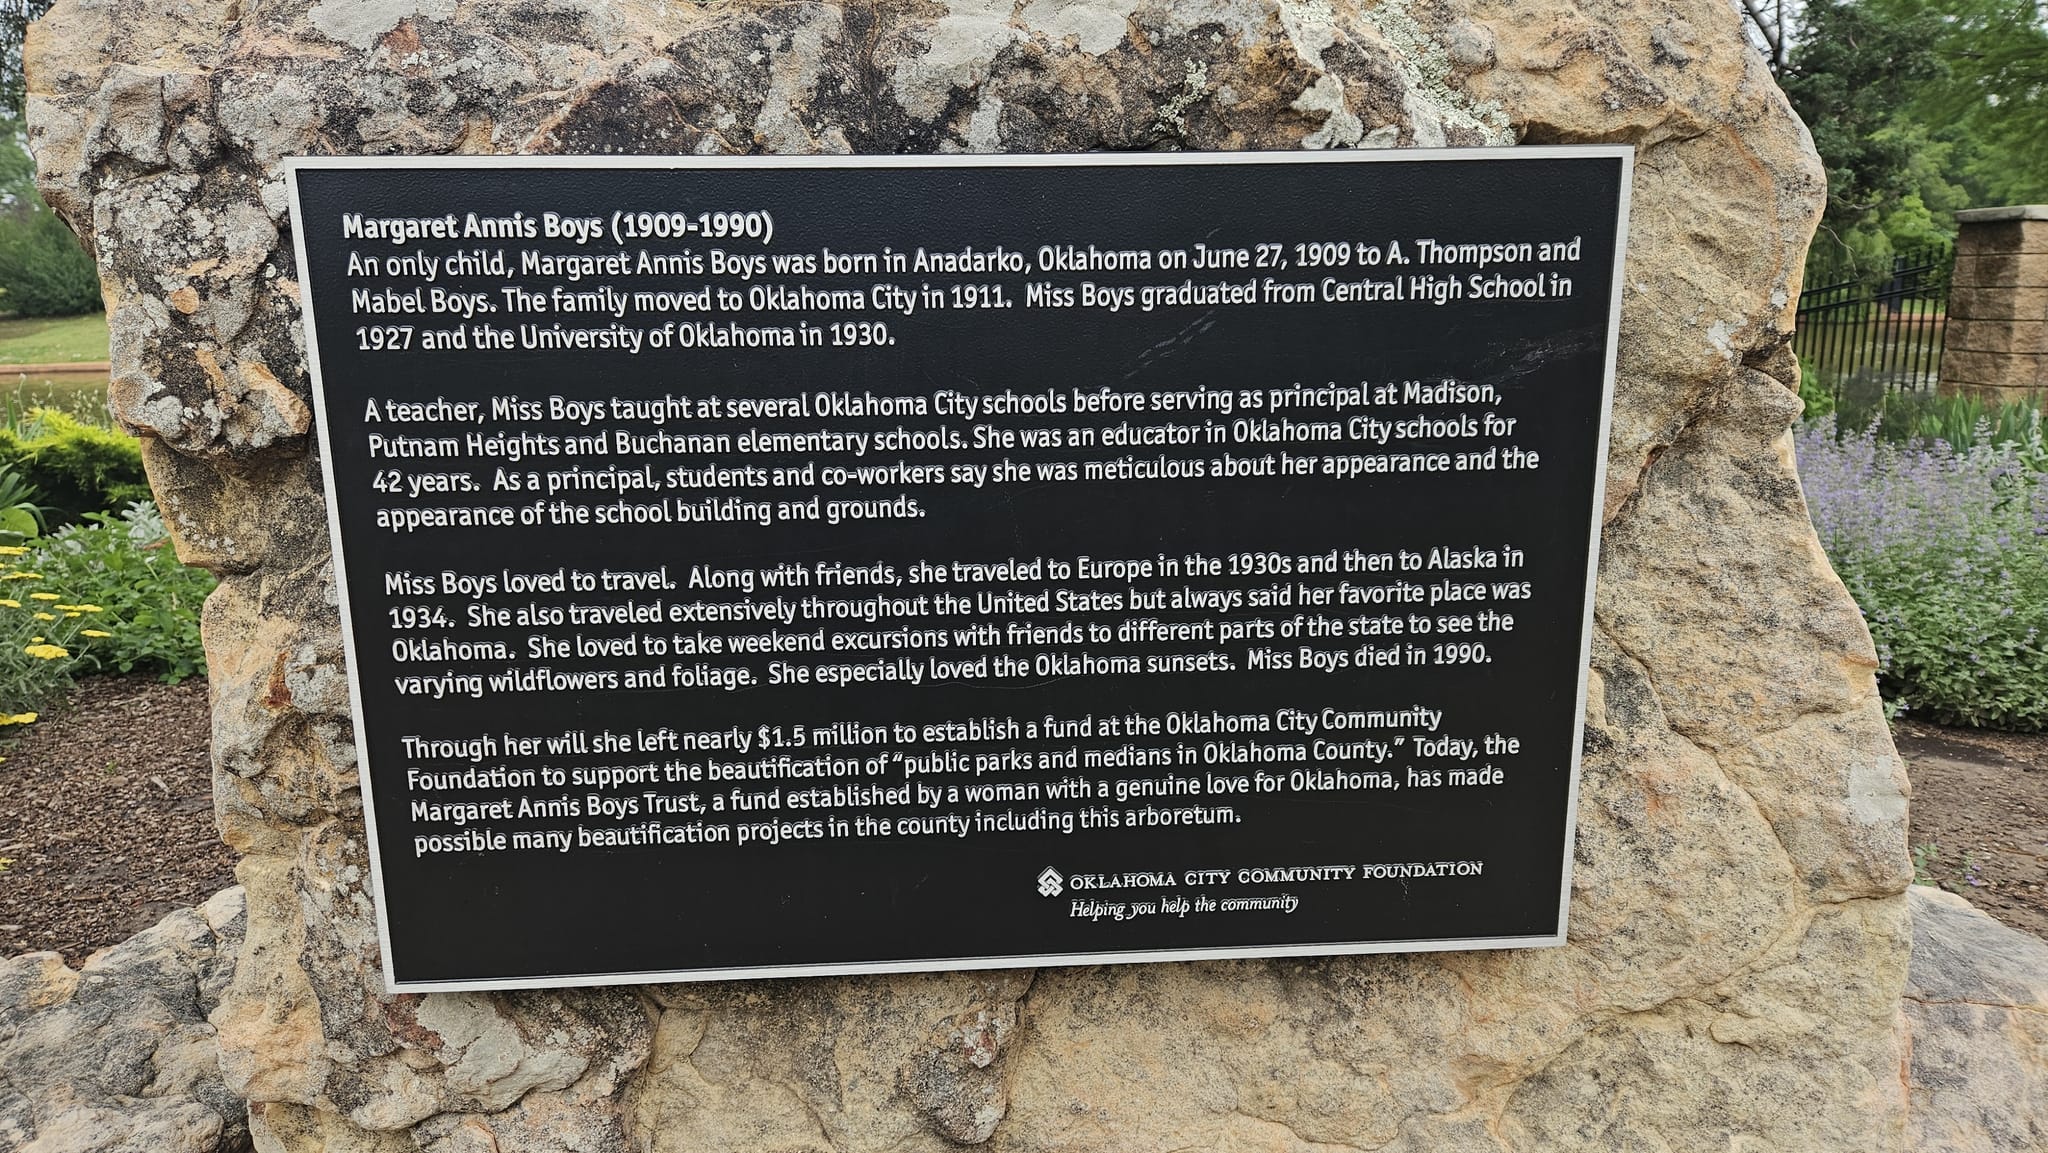 Margaret Annis Boys (1909-1990)
An only child, Margaret Annis Boys was born in Anadarko, Oklahoma on June 27, 1909 to A. Thompson and
Mabel Boys. The family moved to Oklahoma City in 1911. Miss Boys graduated from Central High School in
1927 and the University of Oklahoma in 1930.
A teacher, Miss Boys taught at several Oklahoma City schools before serving as principal at Madison,
Putnam Heights and Buchanan elementary schools. She was an educator in Oklahoma City schools for
42 years. As a principal, students and co-workers say she was meticulous about her appearance and the
appearance of the school building and grounds.
Miss Boys loved to travel. Along with friends, she traveled to Europe in the 1930s and then to Alaska in
1934. She also traveled extensively throughout the United States but always said her favorite place was
Oklahoma. She loved to take weekend excursions with friends to different parts of the state to see the
varying wildflowers and foliage. She especially loved the Oklahoma sunsets. Miss Boys died in 1990.
Through her will she left nearly $1.5 million to establish a fund at the Oklahoma City Community
Foundation to support the beautification of “public parks and medians in Oklahoma County.” Today, the
Margaret Annis Boys Trust, a fund established by a woman with a genuine love for Oklahoma, has made
possible many beautification projects in the county including this arboretum.
OKLAHOMA CITY COMMUNITY FOUNDATION
Helping you help the community